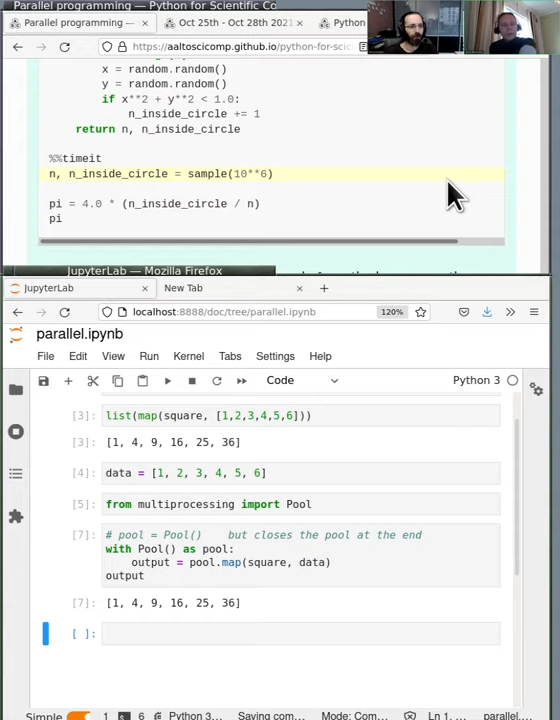 Parallel programming — Python for Scientific Co
Parallel programming —
Oct 25th - Oct 28th 2021
Python
https://aaltoscicomp.github.io/python-for-scic
x = random.random()
y = random.random()
if x**2 + y**2 < 1.0:
n_inside_circle += 1
return n, n_inside_circle
%%timeit
n, n_inside_circle = sample(10**6)
pi = 4.0 * (n_inside_circle / n)
pi
JupyterLab — Mozilla Firefox
JupyterLab
New Tab
localhost:8888/doc/tree/parallel.ipynb
120%
parallel.ipynb
File Edit View Run Kernel Tabs Settings Help
Code
Python 3
[3]: list(map(square, [1,2,3,4,5,6]))
[3]: [1, 4, 9, 16, 25, 36]
[4]: data = [1, 2, 3, 4, 5, 6]
[5]: from multiprocessing import Pool
[7]: # pool = Pool() but closes the pool at the end
with Pool() as pool:
output = pool.map(square, data)
output
[7]: [1, 4, 9, 16, 25, 36]
[ ]:
Simple 1 6 Python 3... Saving com... Mode: Com... Ln 1, ... parallel....